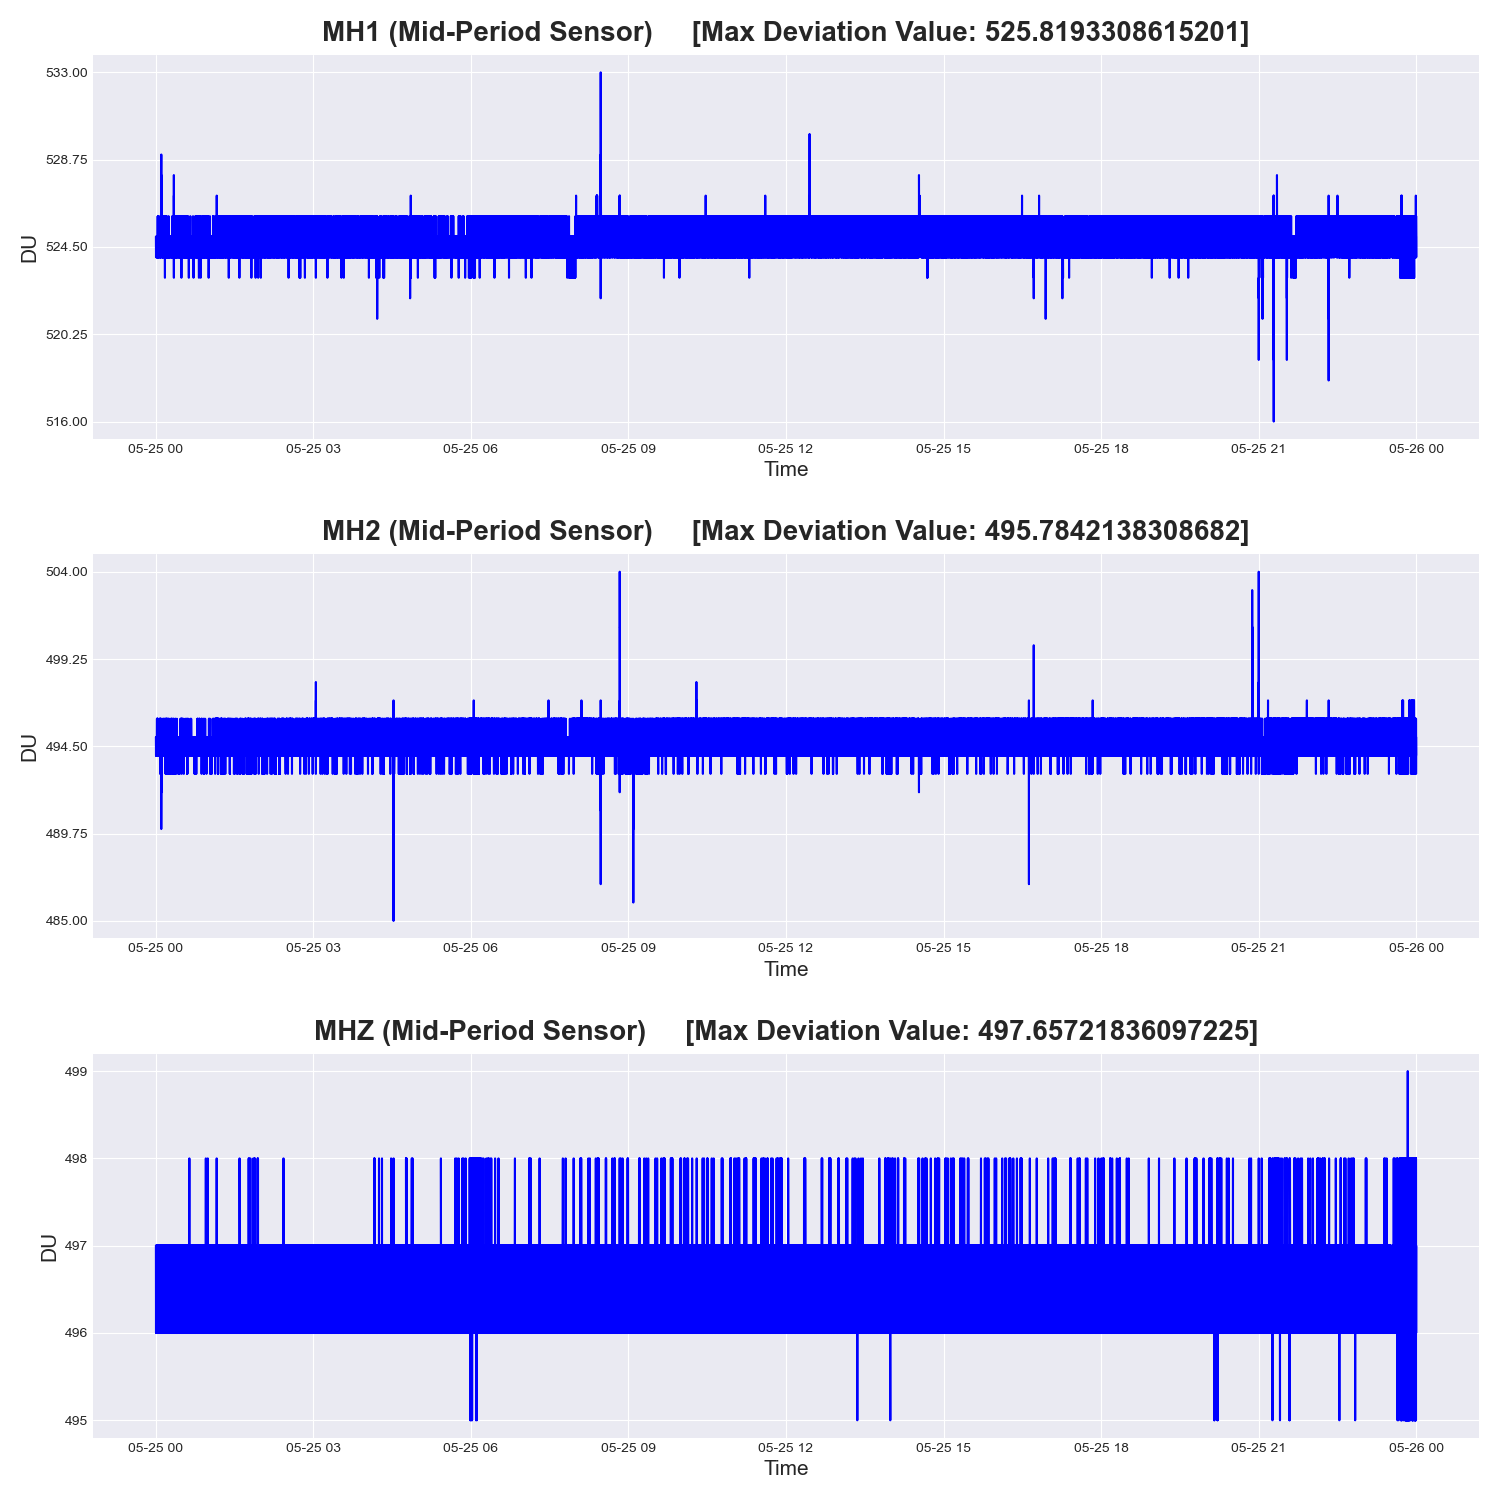 MH1 (Mid-Period Sensor) [Max Deviation Value: 525.8193308615201]
533.00
528.75
524.50
520.25
516.00
DU
05-25 00 05-25 03 05-25 06 05-25 09 05-25 12 05-25 15 05-25 18 05-25 21 05-26 00
Time
MH2 (Mid-Period Sensor) [Max Deviation Value: 495.7842138308682]
504.00
499.25
494.50
489.75
485.00
DU
05-25 00 05-25 03 05-25 06 05-25 09 05-25 12 05-25 15 05-25 18 05-25 21 05-26 00
Time
MHZ (Mid-Period Sensor) [Max Deviation Value: 497.65721836097225]
499
498
497
496
495
DU
05-25 00 05-25 03 05-25 06 05-25 09 05-25 12 05-25 15 05-25 18 05-25 21 05-26 00
Time